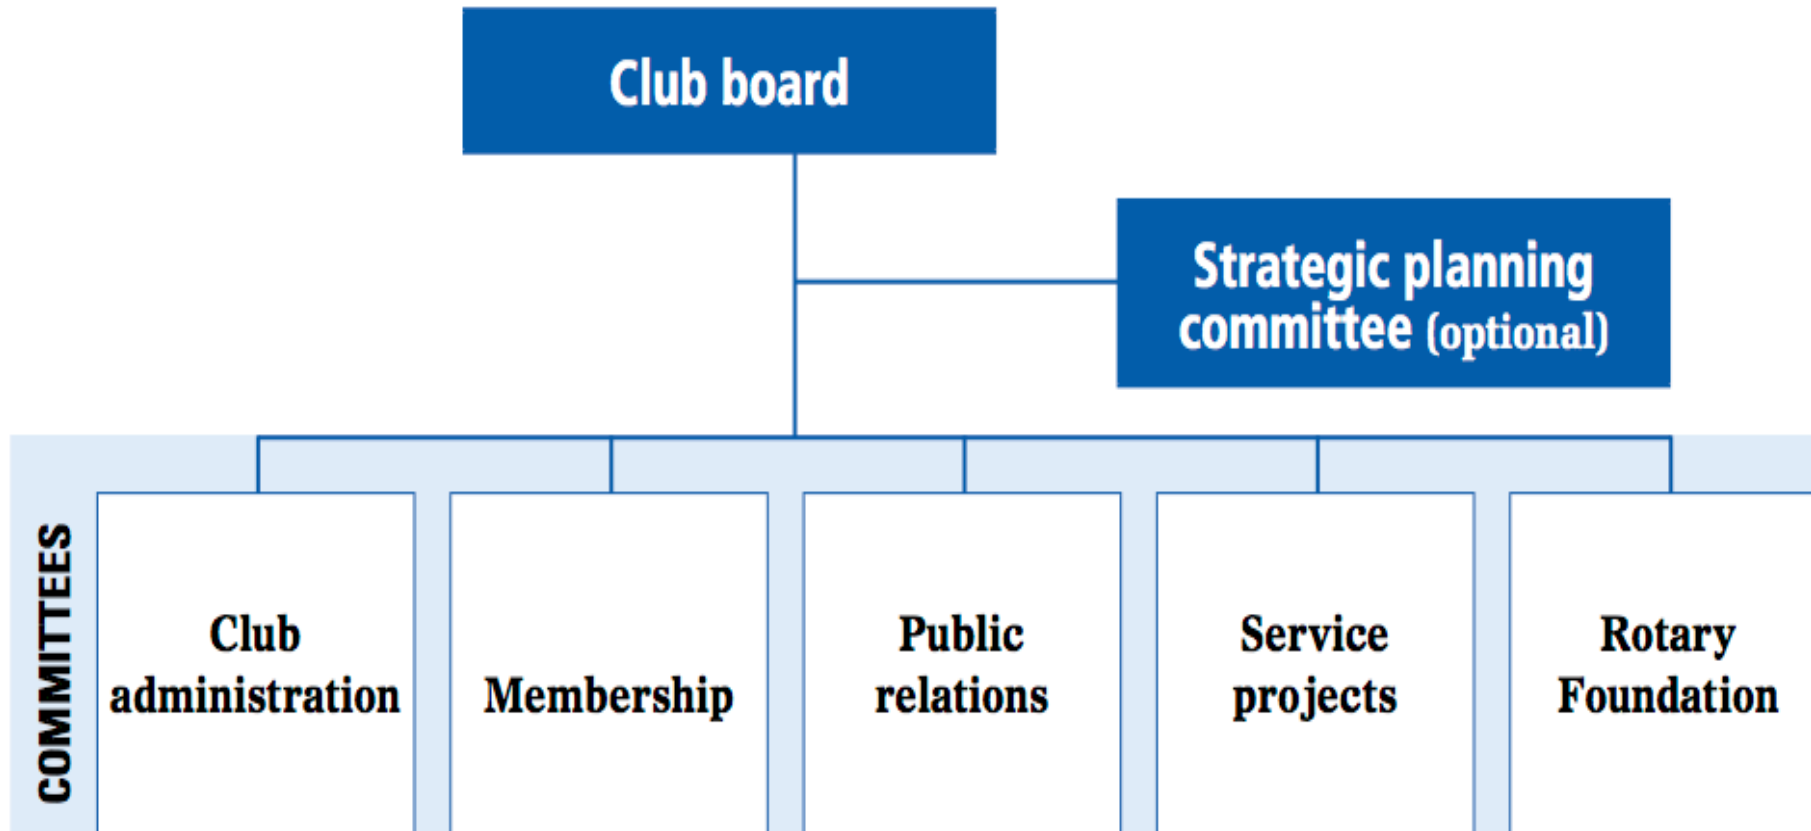 Club board
Strategic planning
committee (optional)
COMMITTEES
Club
administration
Membership
Public
relations
Service
projects
Rotary
Foundation